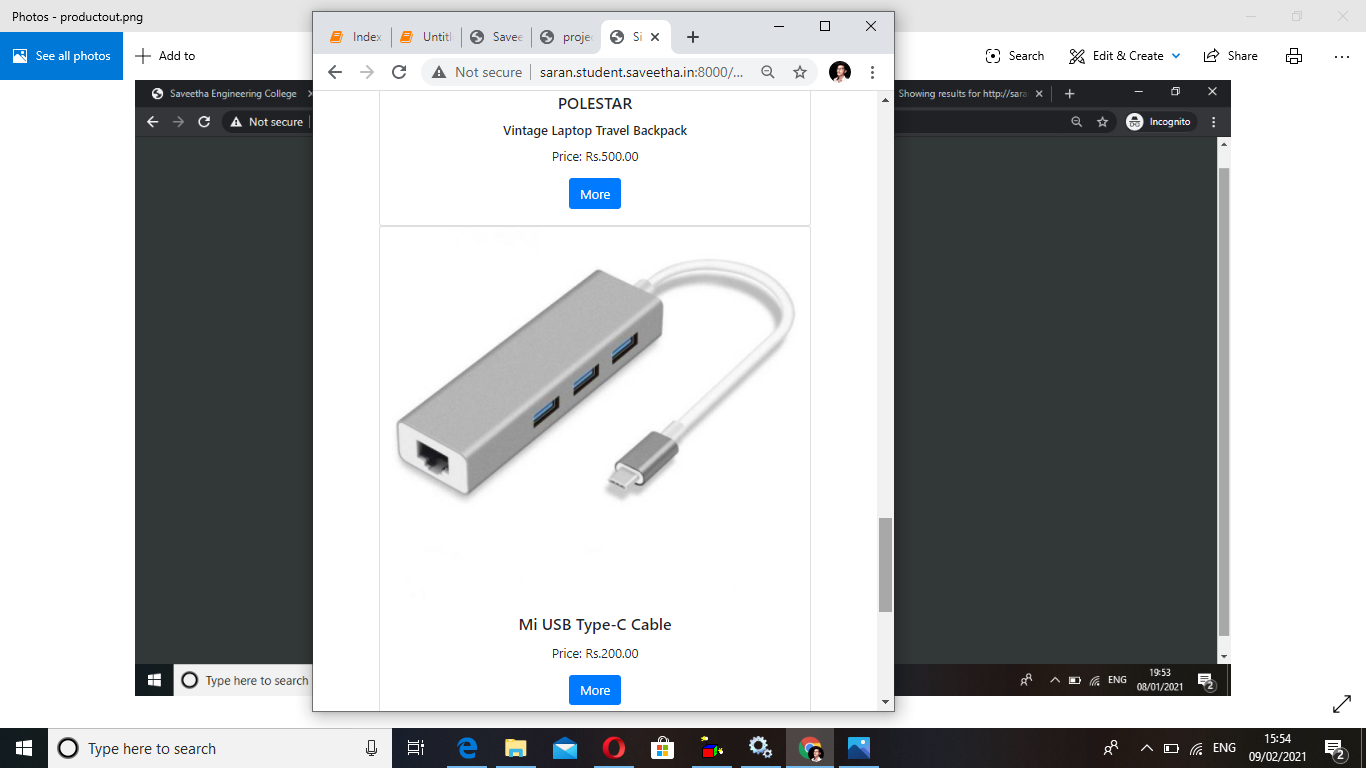 Photos - productout.png
See all photos
Add to
Search
Edit & Create
Share
Saveetha Engineering College
Not secure
Showing results for http://sara
Incognito
Index
Untitl
Savee
projec
Si
Not secure
saran.student.saveetha.in:8000/...
POLESTAR
Vintage Laptop Travel Backpack
Price: Rs.500.00
More
Mi USB Type-C Cable
Price: Rs.200.00
More
Type here to search
ENG
19:53
08/01/2021
2
Type here to search
ENG
15:54
09/02/2021
2